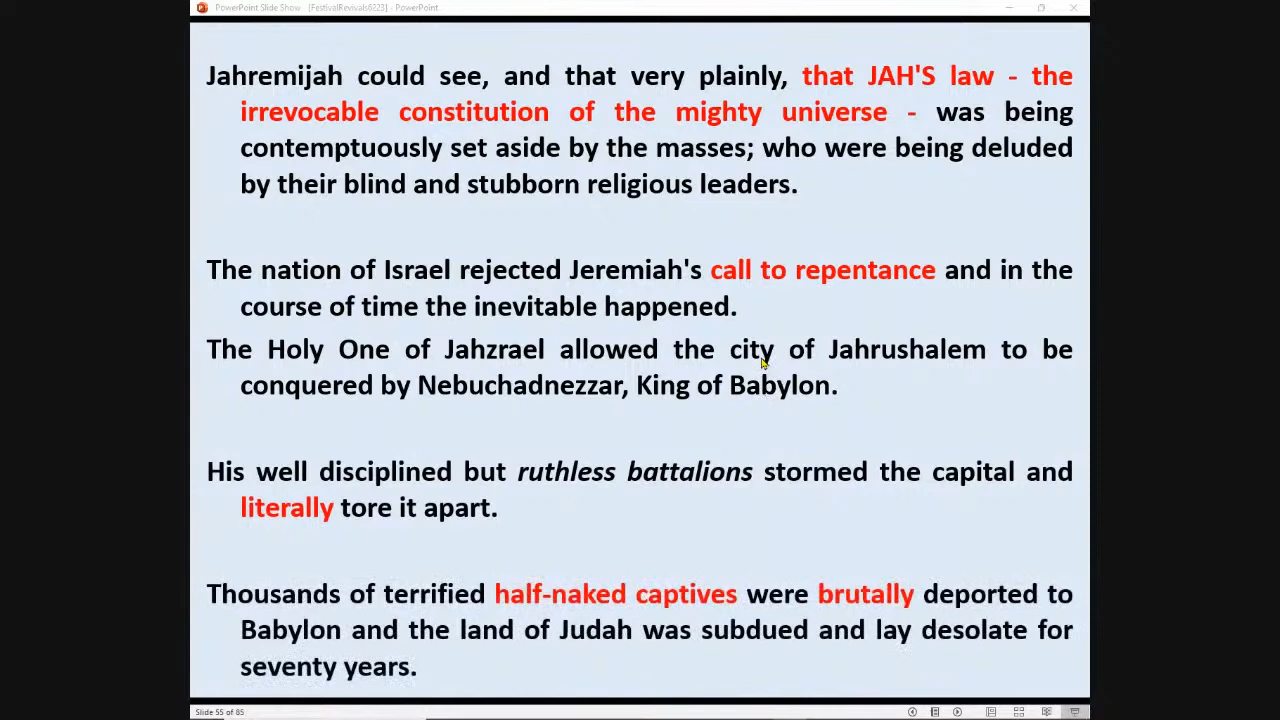 PowerPoint Slide Show - [FestivalRevivals6223] - PowerPoint
Jahremijah could see, and that very plainly, that JAH'S law - the
irrevocable constitution of the mighty universe - was being
contemptuously set aside by the masses; who were being deluded
by their blind and stubborn religious leaders.
The nation of Israel rejected Jeremiah's call to repentance and in the
course of time the inevitable happened.
The Holy One of Jahzrael allowed the city of Jahrushalem to be
conquered by Nebuchadnezzar, King of Babylon.
His well disciplined but ruthless battalions stormed the capital and
literally tore it apart.
Thousands of terrified half-naked captives were brutally deported to
Babylon and the land of Judah was subdued and lay desolate for
seventy years.
Slide 55 of 85